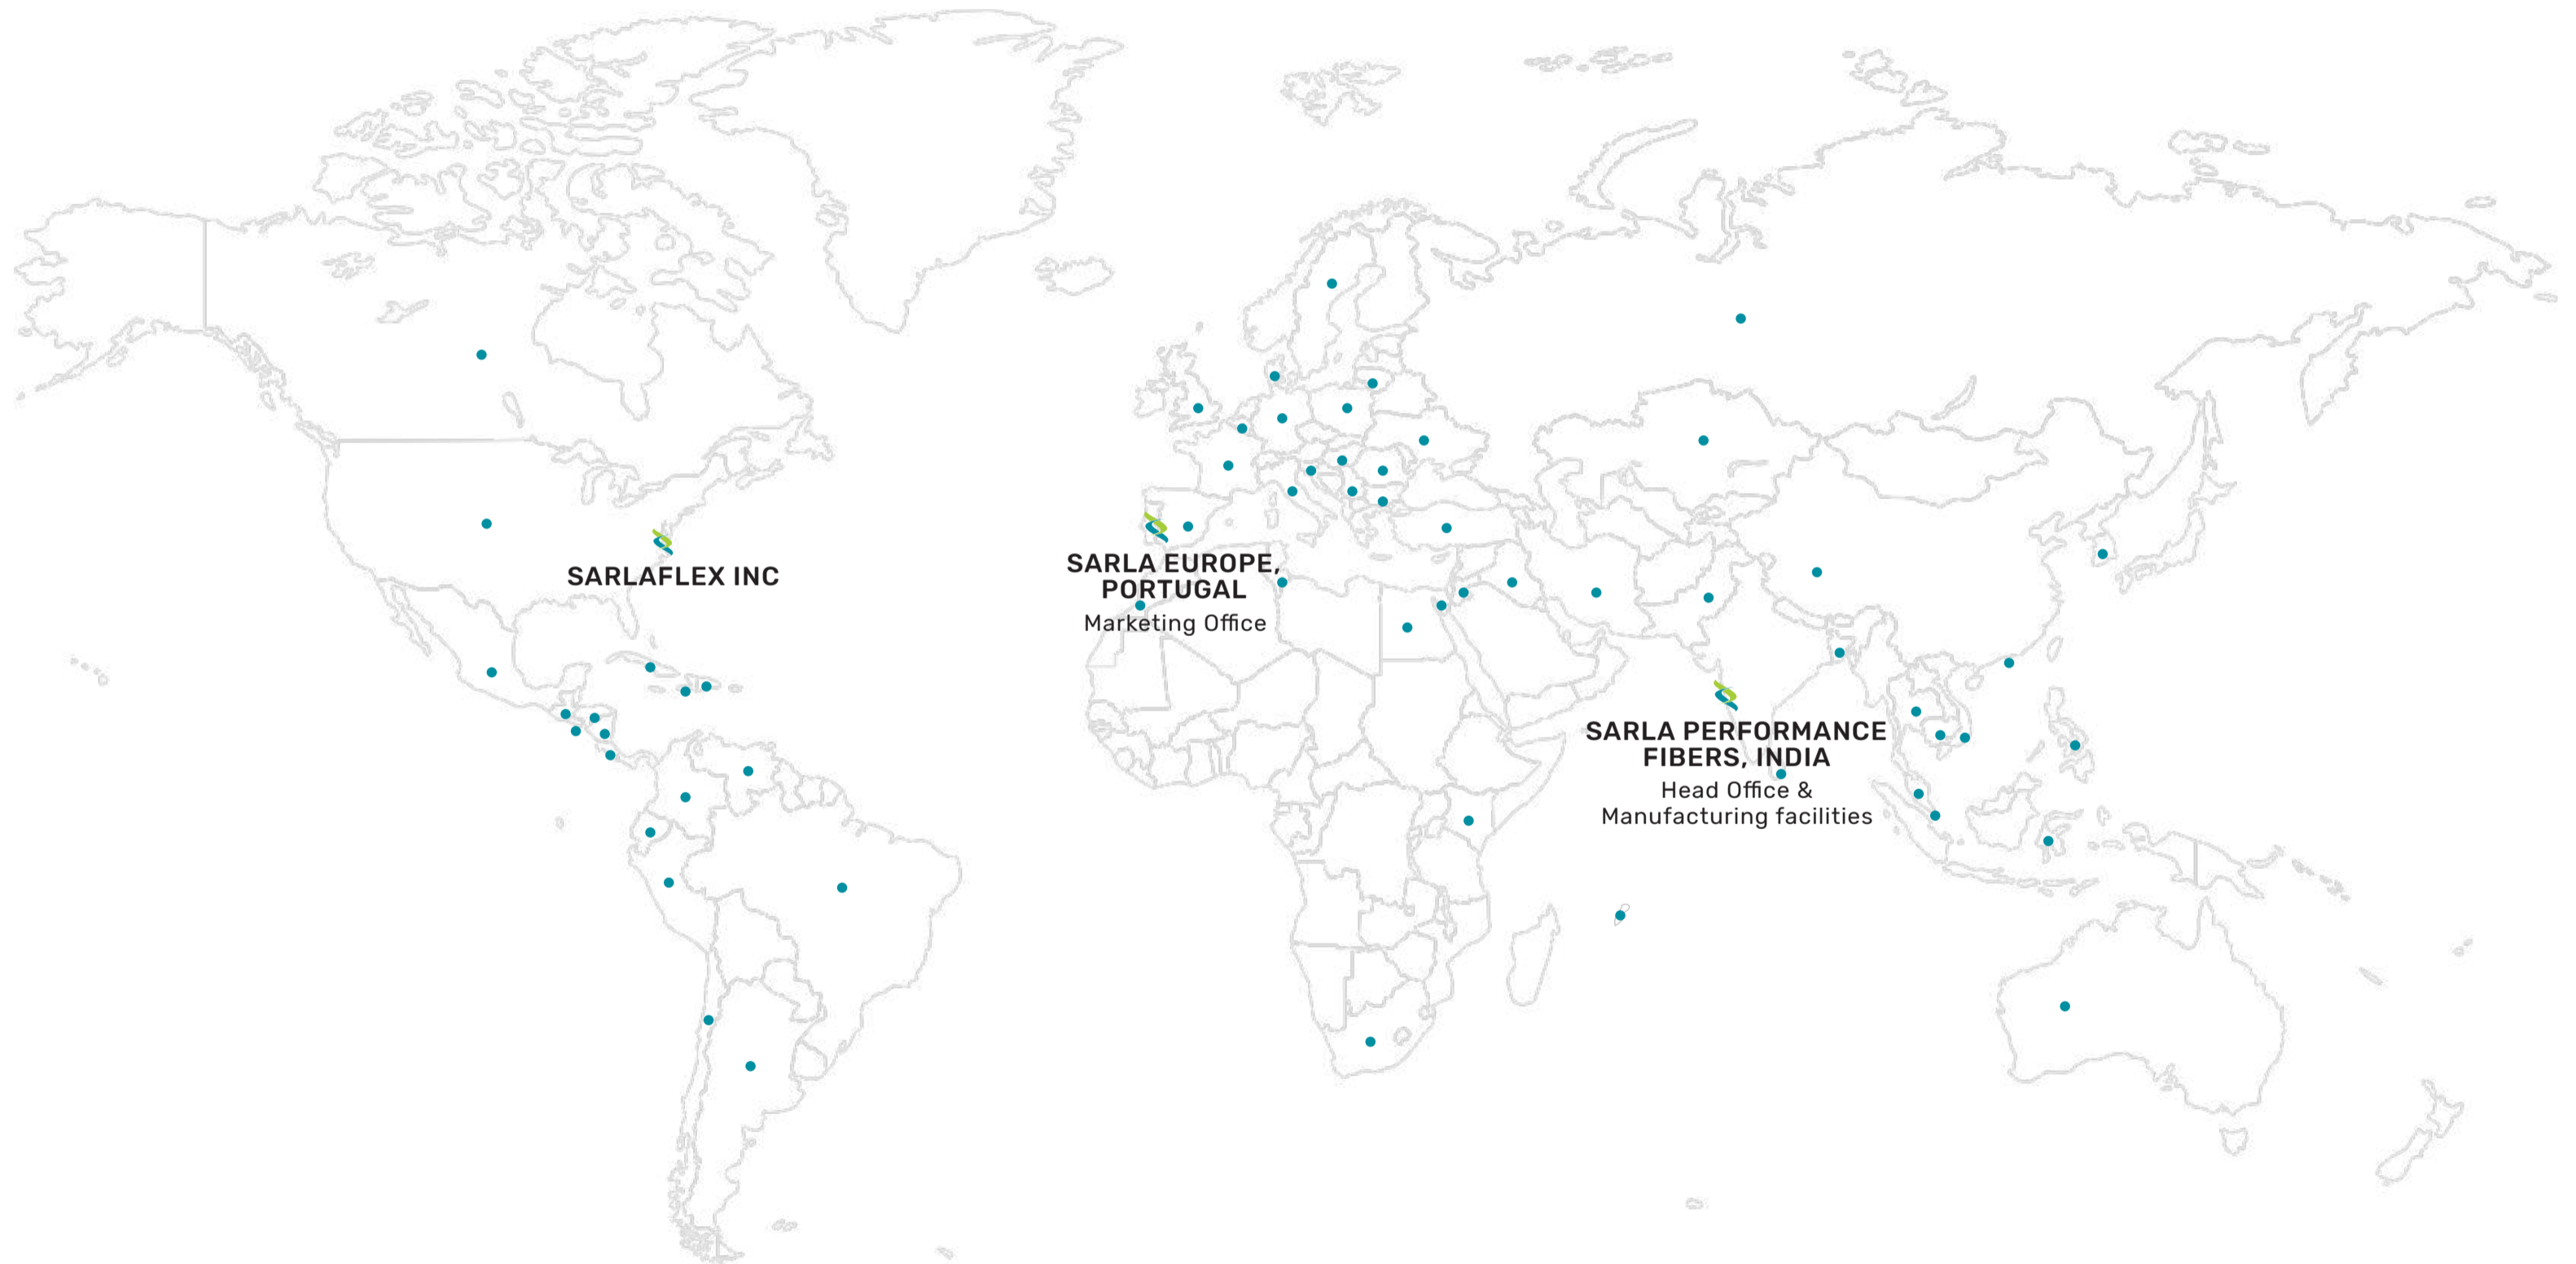 SARLAFLEX INC
SARLA EUROPE,
PORTUGAL
Marketing Office
SARLA PERFORMANCE
FIBERS, INDIA
Head Office &
Manufacturing facilities